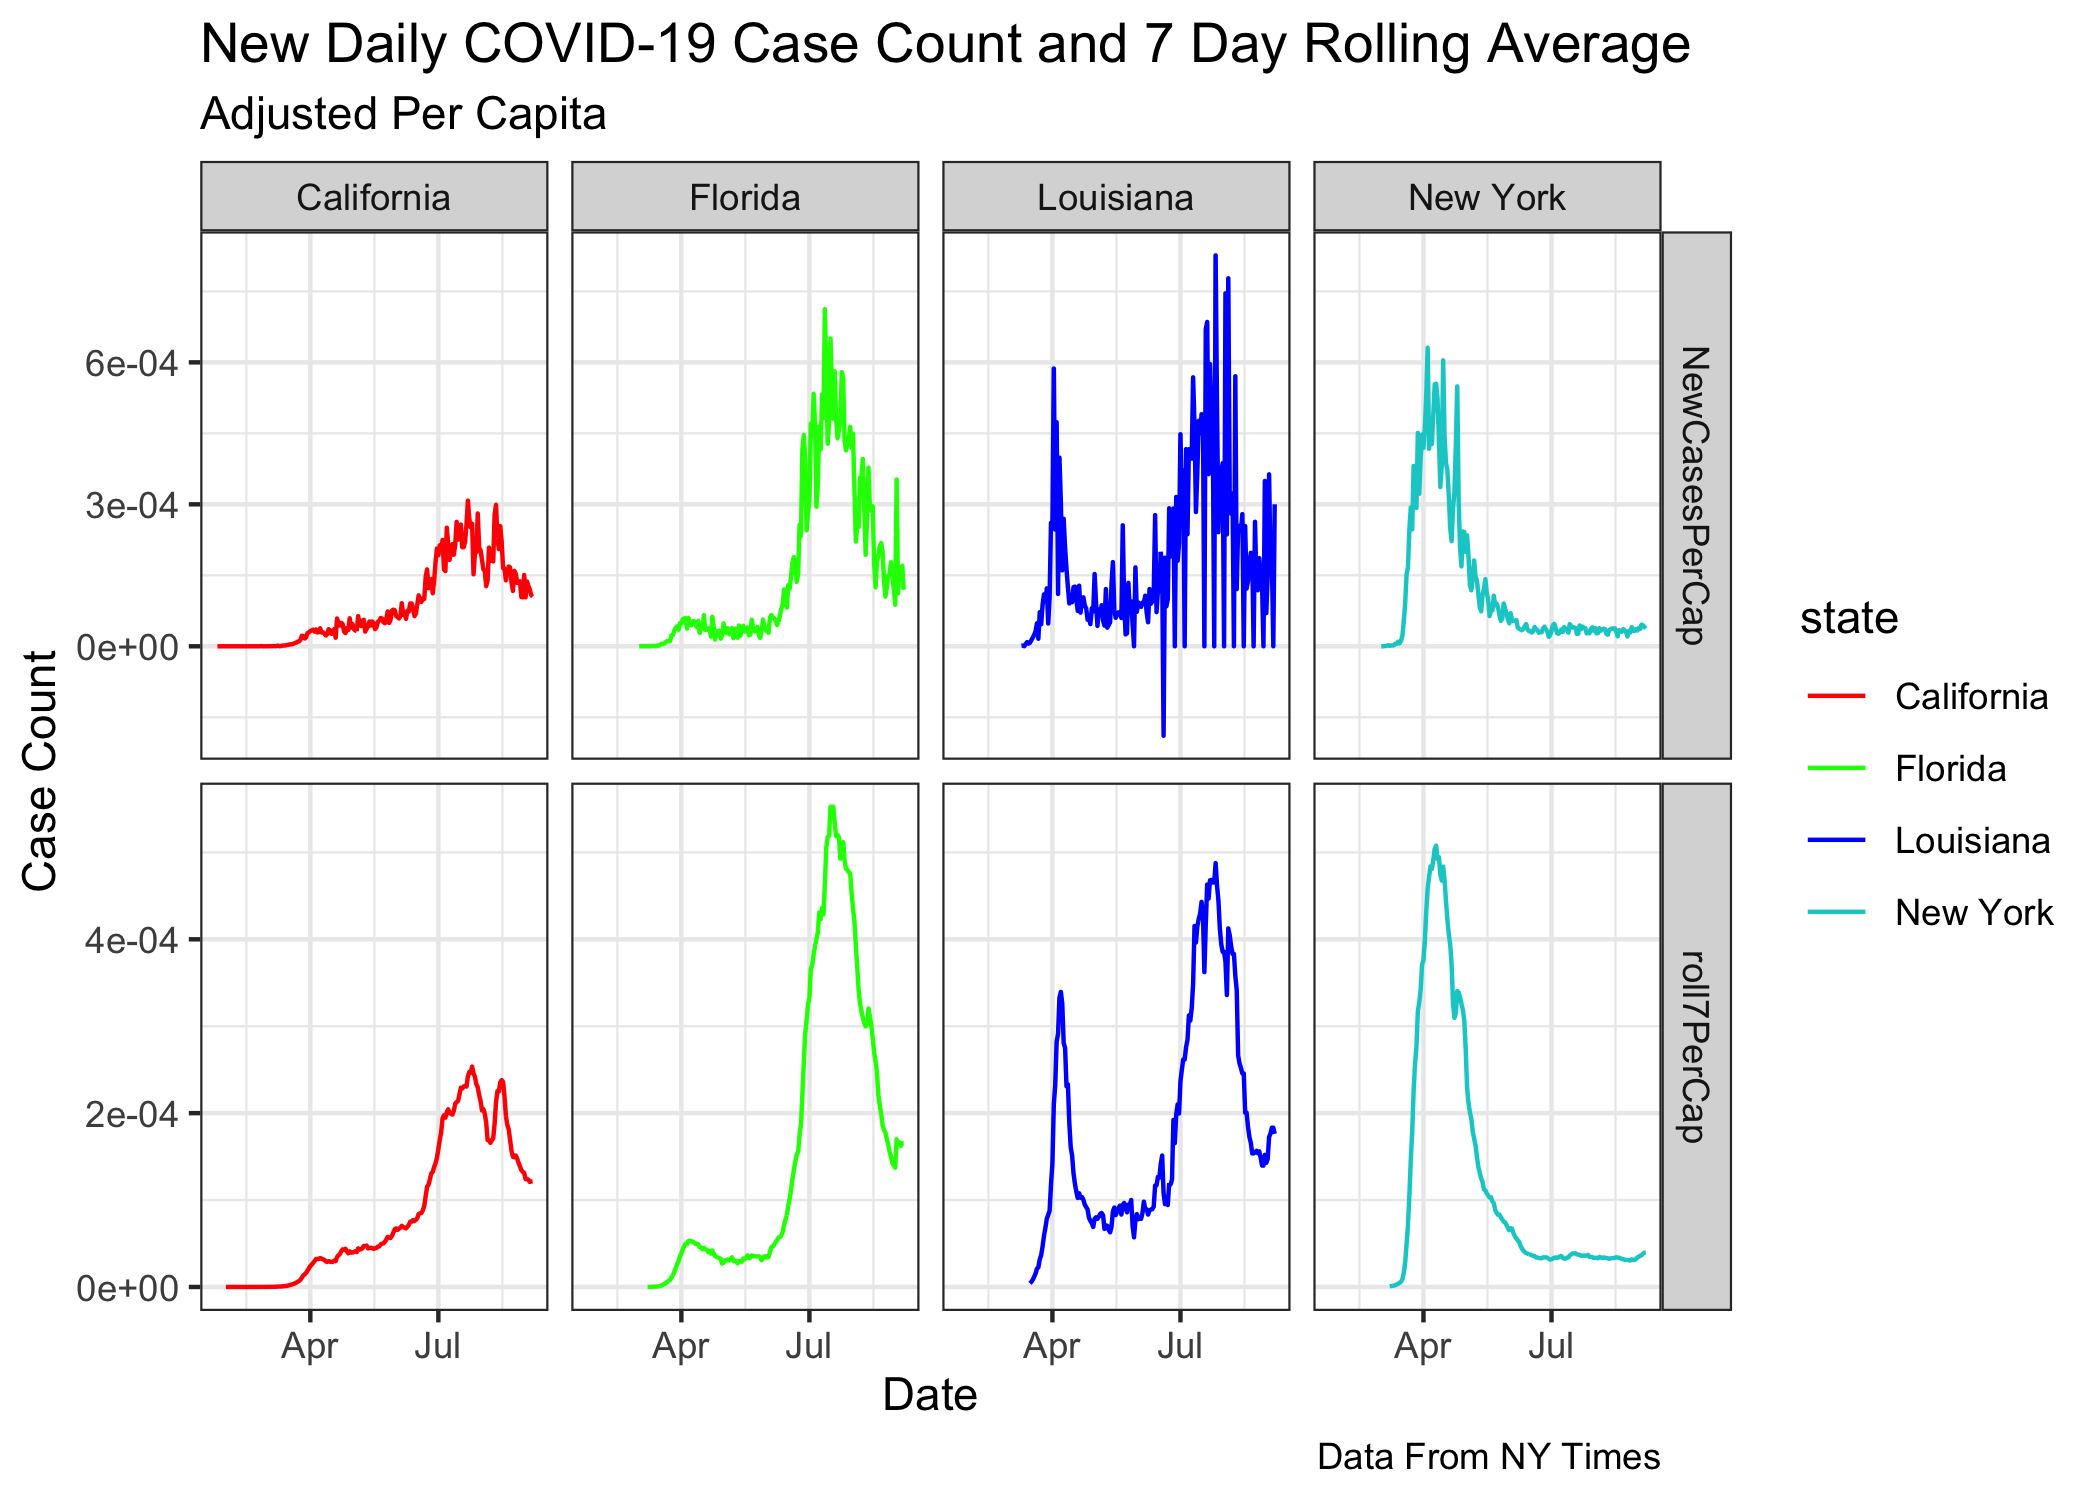 New Daily COVID-19 Case Count and 7 Day Rolling Average
Adjusted Per Capita
California
Florida
Louisiana
New York
6e-04
3e-04
0e+00
NewCasesPerCap
Case Count
4e-04
2e-04
0e+00
roll7PerCap
Apr Jul
Apr Jul
Apr Jul
Apr Jul
Date
state
California
Florida
Louisiana
New York
Data From NY Times